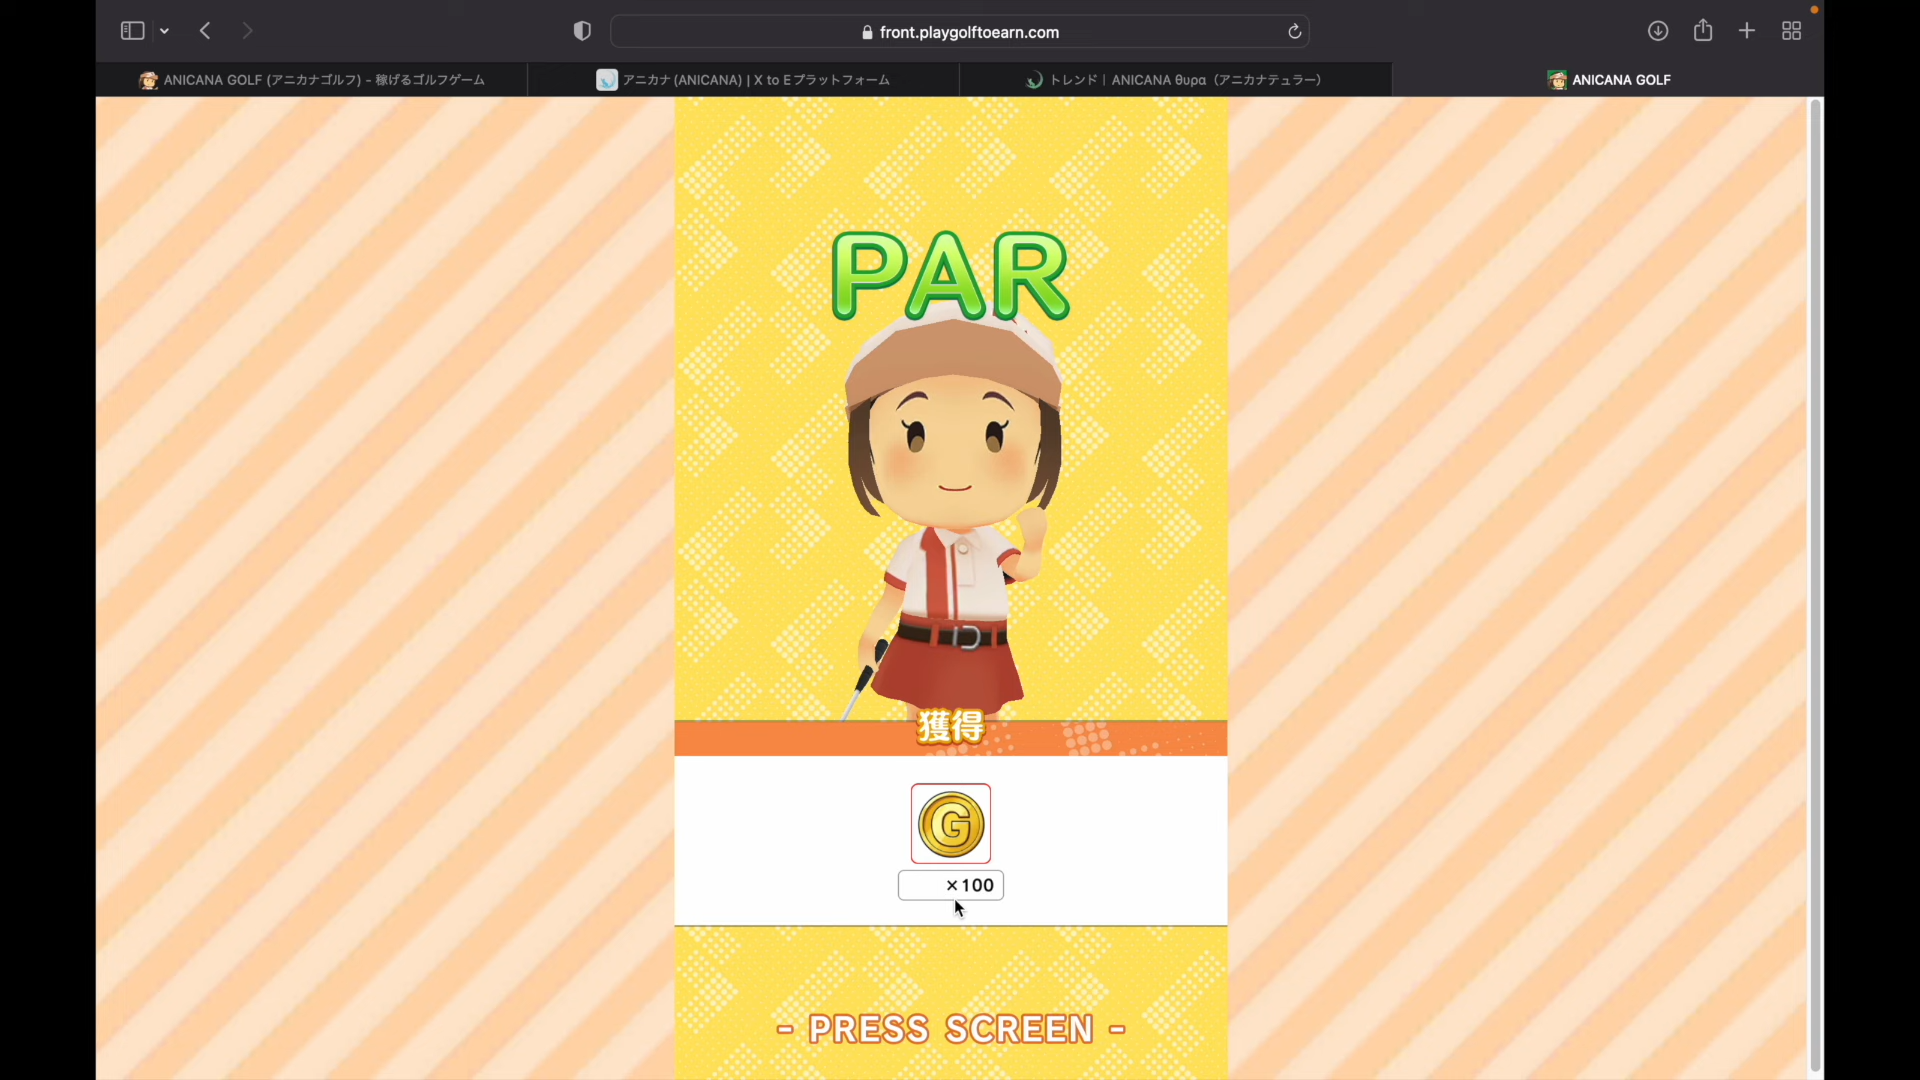 front.playgolftoearn.com
ANICANA GOLF (アニカナゴルフ) - 稼げるゴルフゲーム
アニカナ(ANICANA) | X to Eプラットフォーム
トレンド | ANICANA θυρα（アニカナテュラー）
ANICANA GOLF
PAR
獲得
G
×100
- PRESS SCREEN -